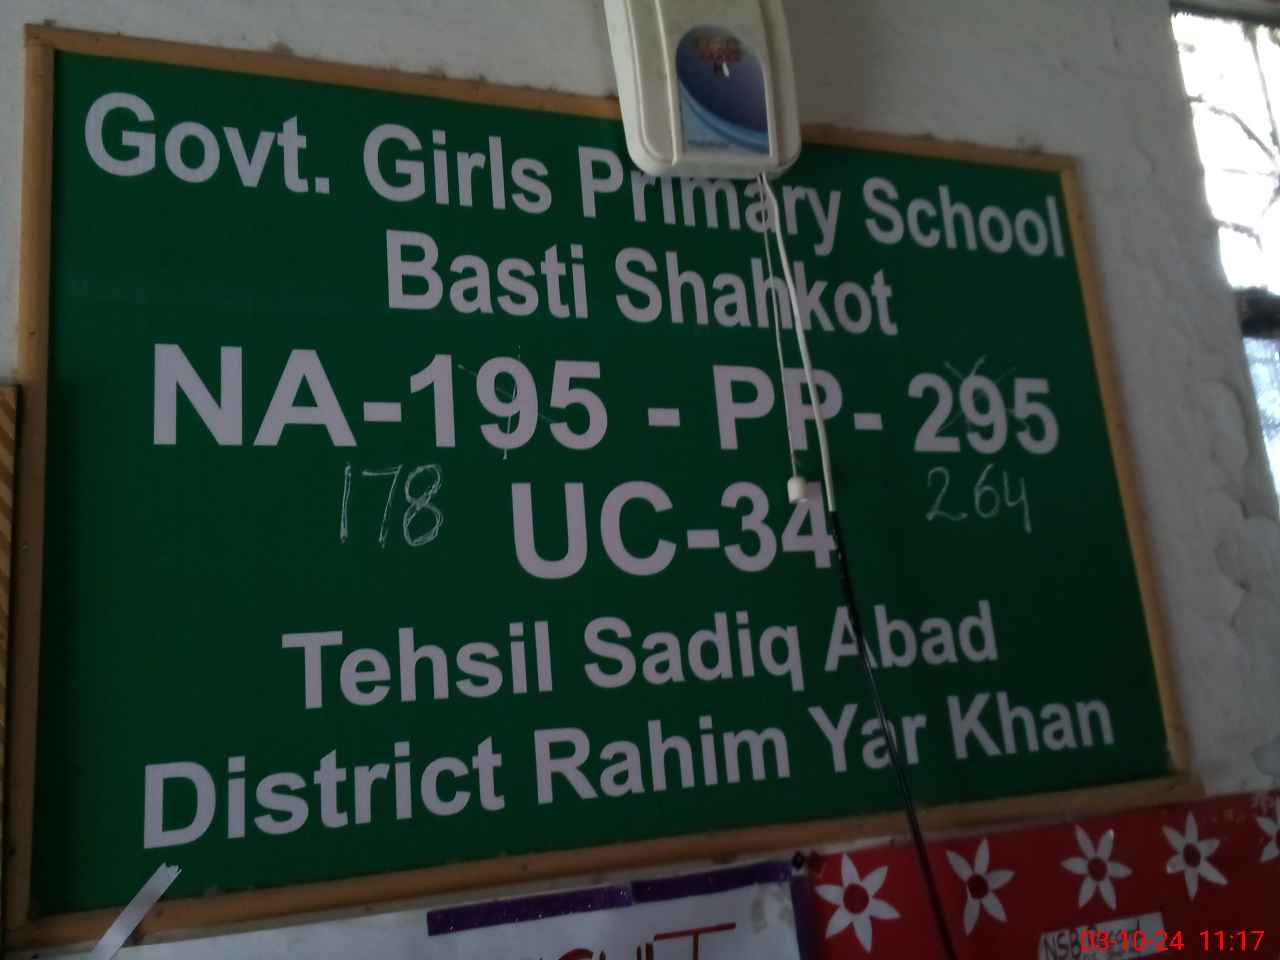 Govt. Girls Primary School
Basti Shahkot
NA-195 - PP- 295
178 264
UC-34
Tehsil Sadiq Abad
District Rahim Yar Khan
03-10-24 11:17